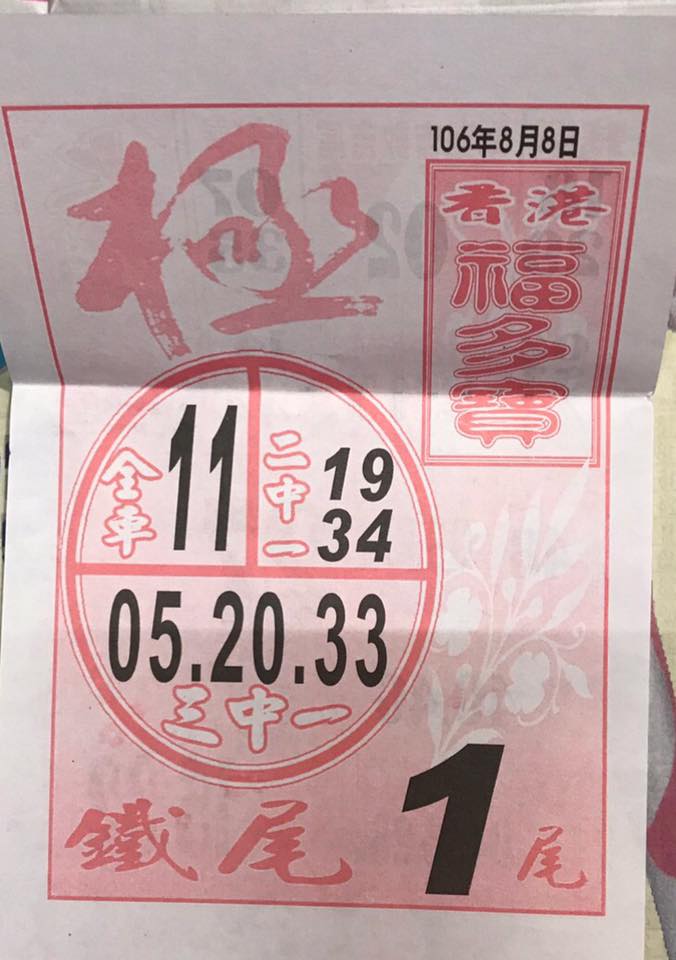 106年8月8日
極
香港
福多寶
全車
11
二中一
19
34
05.20.33
三中一
鐵尾
1尾